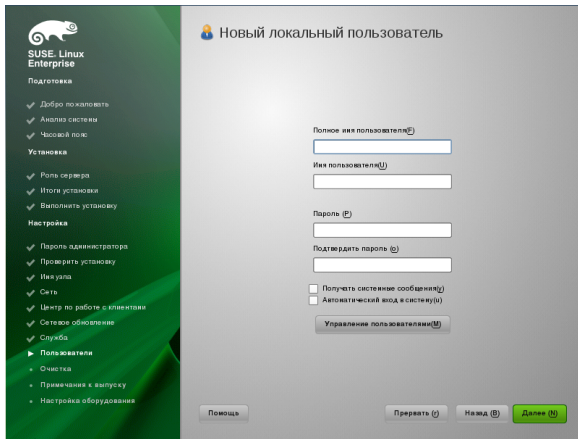 SUSE. Linux
Enterprise
Подготовка
Добро пожаловать
Анализ системы
Часовой пояс
Установка
Роль сервера
Итоги установки
Выполнить установку
Настройка
Пароль администратора
Проверить установку
Имя узла
Сеть
Центр по работе с клиентами
Сетевое обновление
Служба
Пользователи
Очистка
Примечания к выпуску
Настройка оборудования
Новый локальный пользователь
Полное имя пользователя(F)
Имя пользователя(U)
Пароль (P)
Подтвердить пароль (o)
Получать системные сообщения(y)
Автоматический вход в систему(u)
Управление пользователями(M)
Помощь
Прервать (r)
Назад (B)
Далее (N)